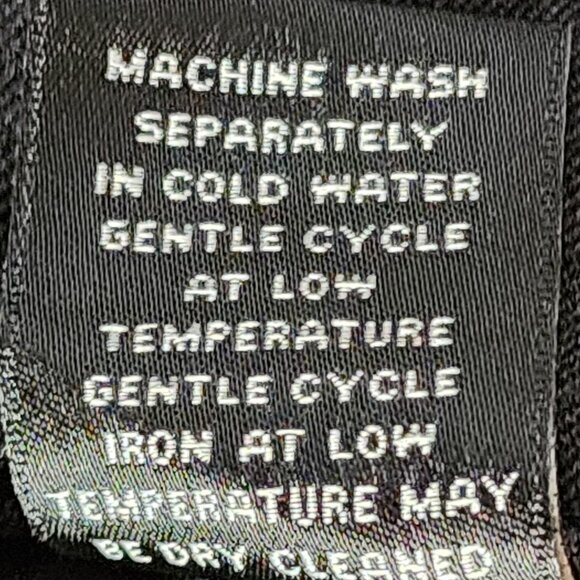 MACHINE WASH
SEPARATELY
IN COLD WATER
GENTLE CYCLE
AT LOW
TEMPERATURE
GENTLE CYCLE
IRON AT LOW
TEMPERATURE MAY
BE DRY CLEANED